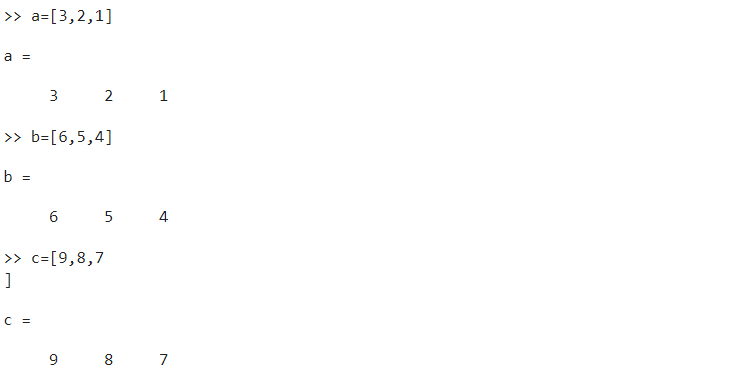 >> a=[3,2,1]
a =
3 2 1
>> b=[6,5,4]
b =
6 5 4
>> c=[9,8,7
]
c =
9 8 7